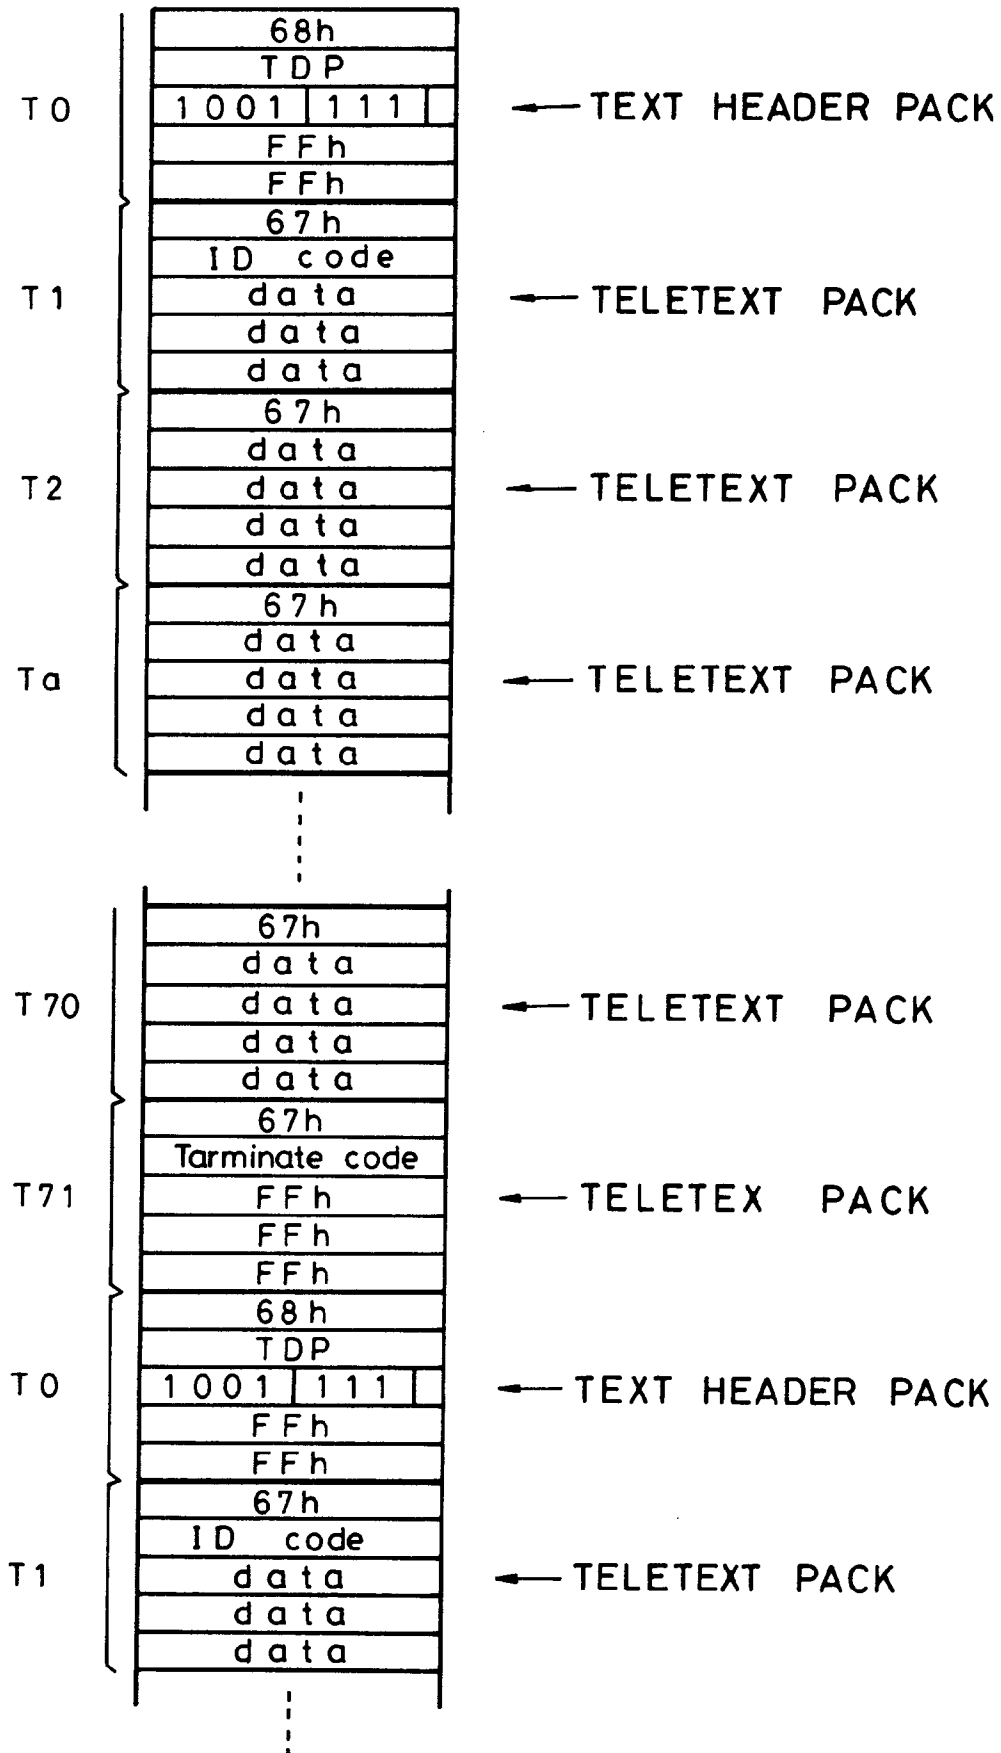 68h
TDP
T0 1001 111 TEXT HEADER PACK
FFh
FFh
67h
ID code
T1 data TELETEXT PACK
data
data
67h
data
T2 data TELETEXT PACK
data
data
67h
data
Ta data TELETEXT PACK
data
data
67h
data
T70 data TELETEXT PACK
data
data
67h
Tarminate code
T71 FFh TELETEX PACK
FFh
FFh
68h
TDP
T0 1001 111 TEXT HEADER PACK
FFh
FFh
67h
ID code
T1 data TELETEXT PACK
data
data